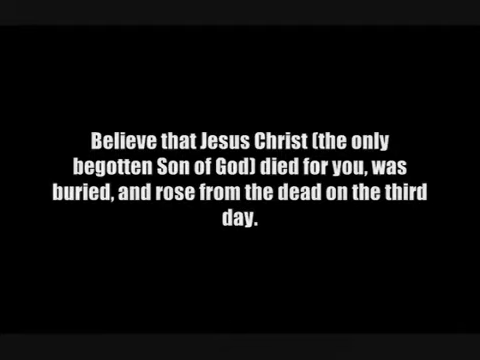 Believe that Jesus Christ (the only
begotten Son of God) died for you, was
buried, and rose from the dead on the third
day.